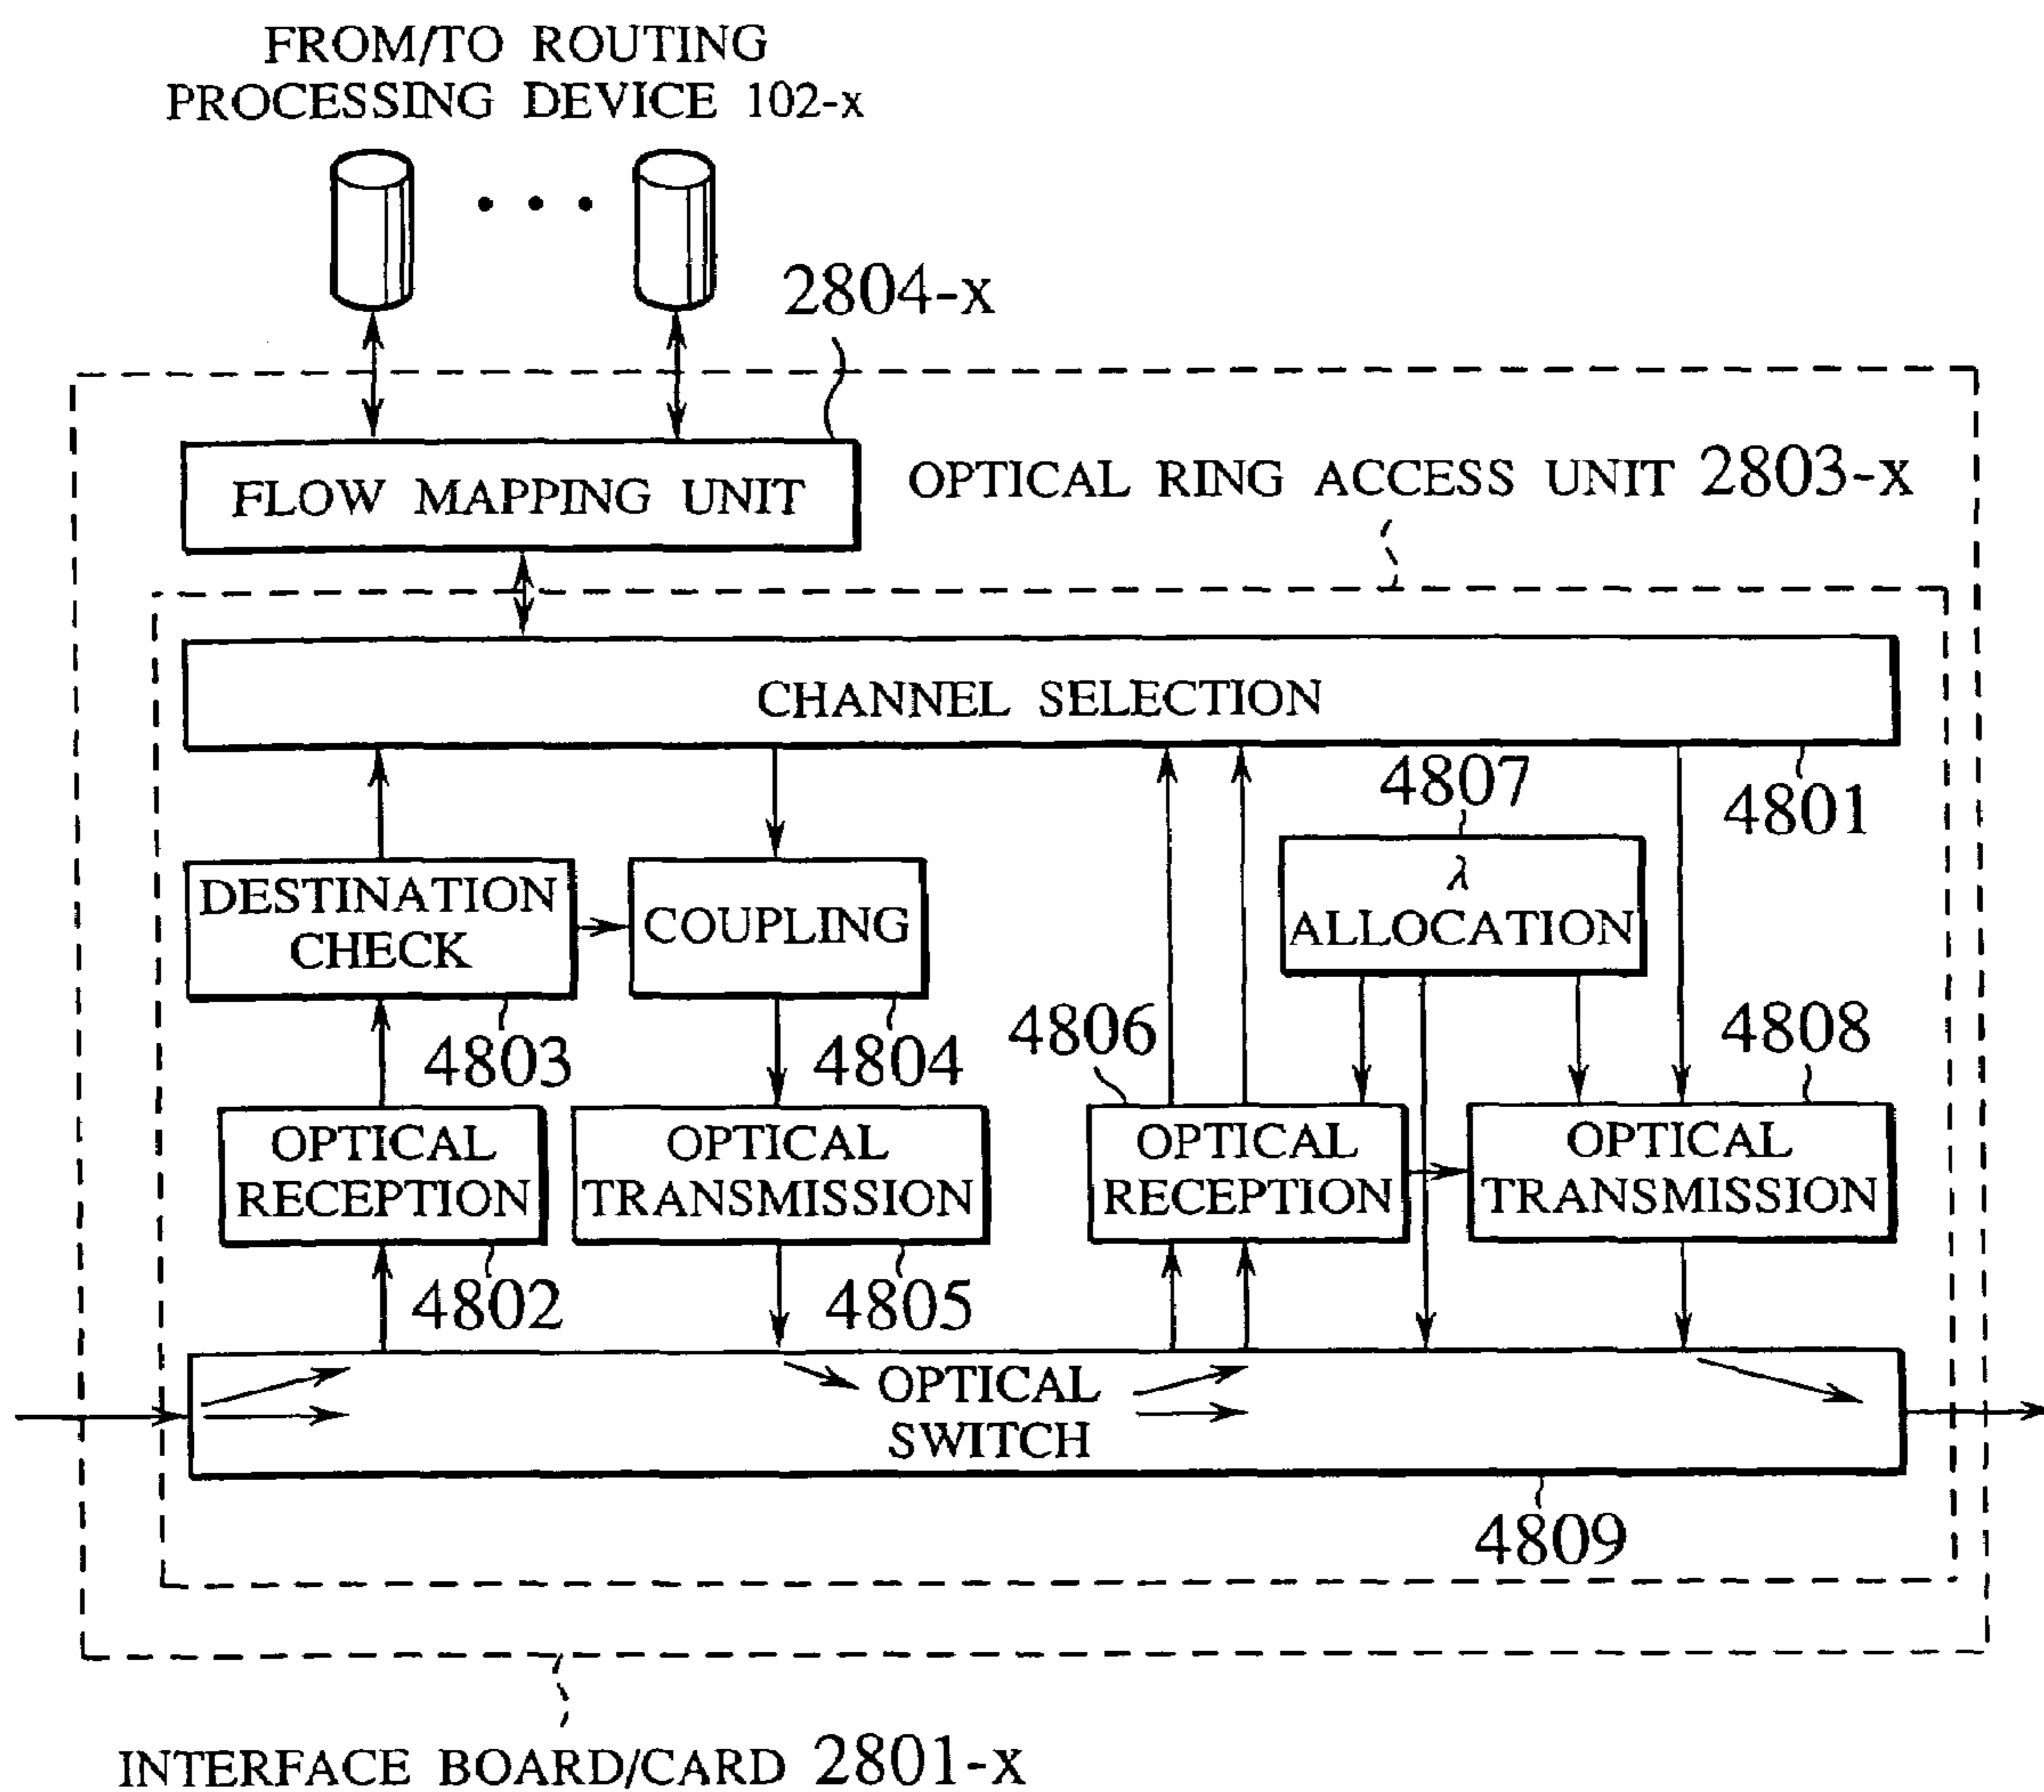 FROM/TO ROUTING
PROCESSING DEVICE 102-x
2804-x
FLOW MAPPING UNIT
OPTICAL RING ACCESS UNIT 2803-x
CHANNEL SELECTION
4807
4801
DESTINATION
CHECK
COUPLING
λ
ALLOCATION
4803
4804
4806
4808
OPTICAL
RECEPTION
OPTICAL
TRANSMISSION
OPTICAL
RECEPTION
OPTICAL
TRANSMISSION
4802
4805
OPTICAL
SWITCH
4809
INTERFACE BOARD/CARD 2801-x